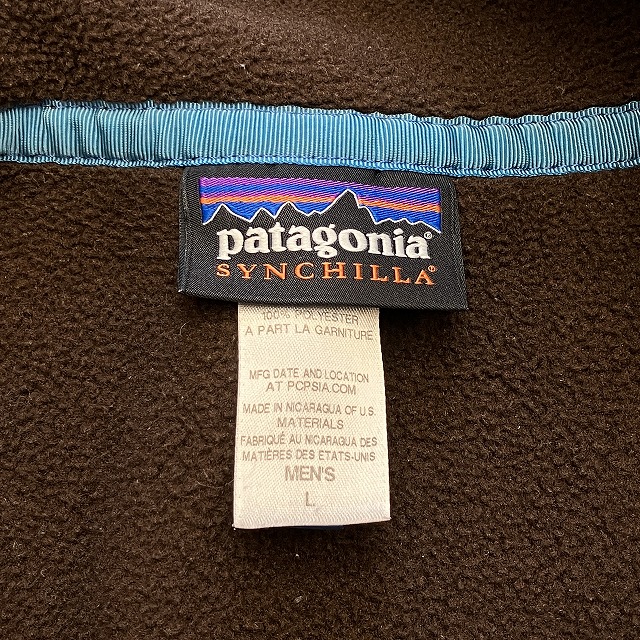 patagonia®
SYNCHILLA®
100% POLYESTER
A PART LA GARNITURE
MFG DATE AND LOCATION
AT PCPSIA.COM
MADE IN NICARAGUA OF U.S.
MATERIALS
FABRIQUÉ AU NICARAGUA DES
MATIÈRES DES ETATS-UNIS
MEN'S
L